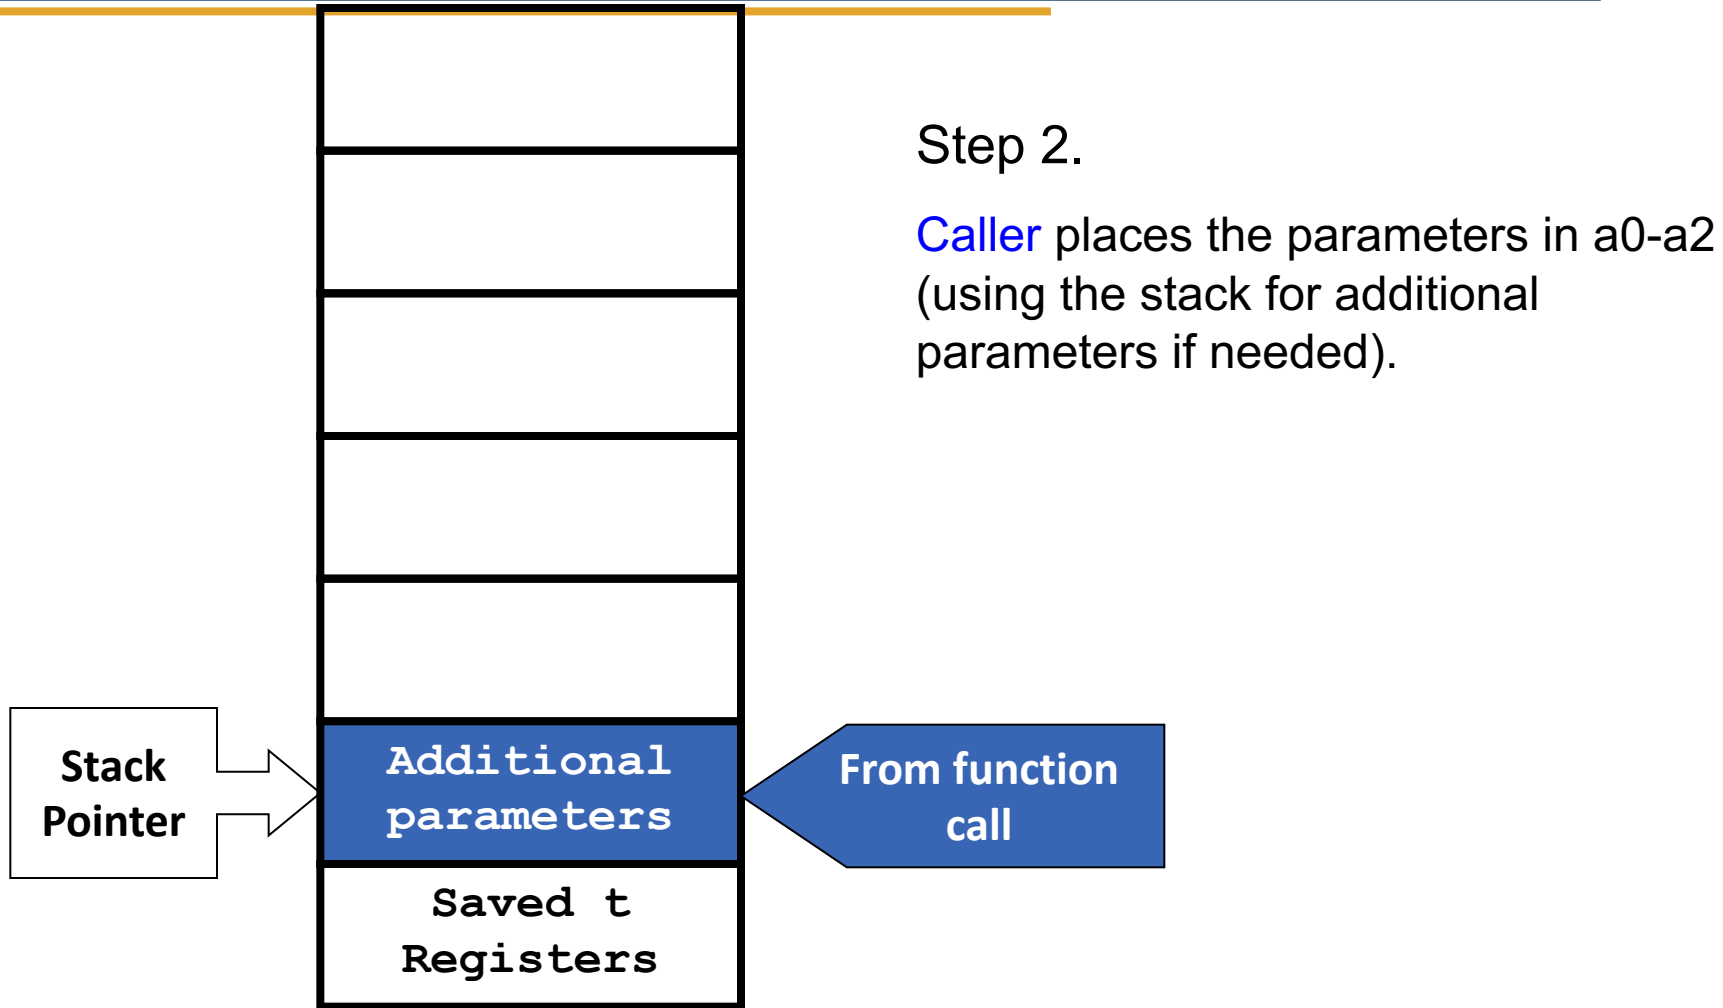 Step 2.
Caller places the parameters in a0-a2
(using the stack for additional
parameters if needed).
Stack
Pointer
Additional
parameters
From function
call
Saved t
Registers